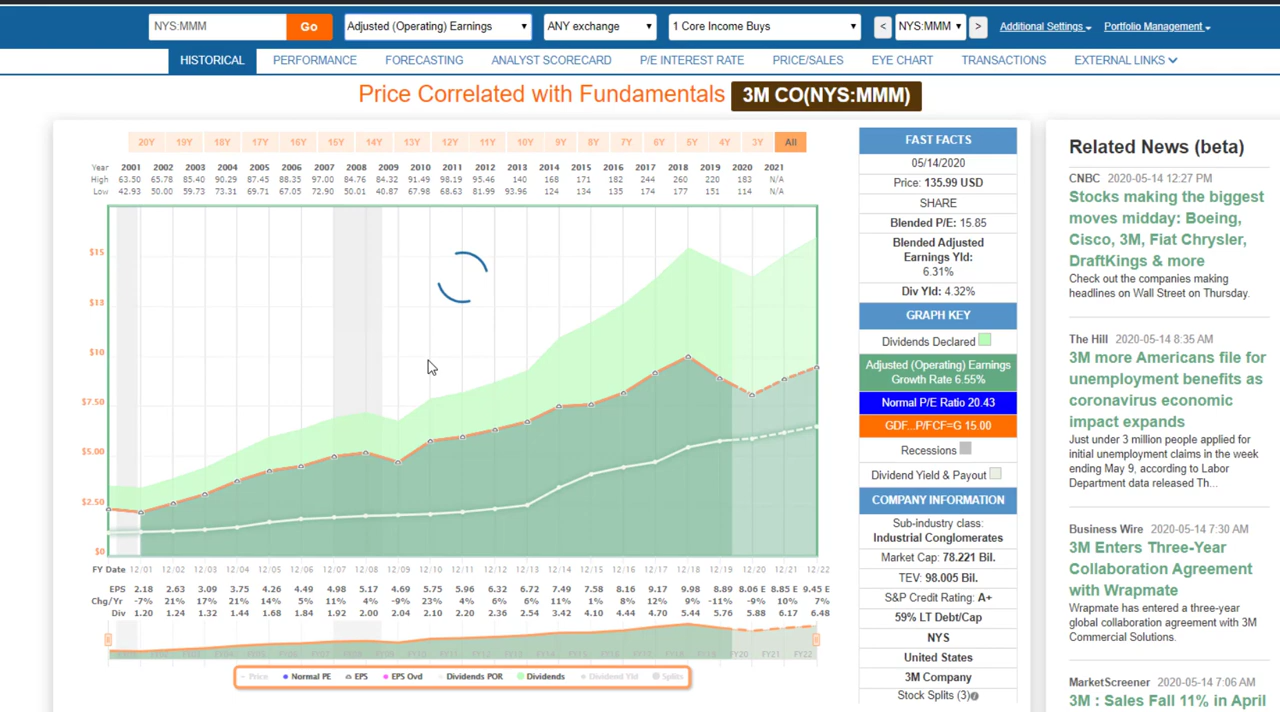 NYS:MMM Go Adjusted (Operating) Earnings ANY exchange 1 Core Income Buys < NYS:MMM > Additional Settings Portfolio Management
HISTORICAL PERFORMANCE FORECASTING ANALYST SCORECARD P/E INTEREST RATE PRICE/SALES EYE CHART TRANSACTIONS EXTERNAL LINKS
Price Correlated with Fundamentals 3M CO(NYS:MMM)
20Y 19Y 18Y 17Y 16Y 15Y 14Y 13Y 12Y 11Y 10Y 9Y 8Y 7Y 6Y 5Y 4Y 3Y All
Year 2001 2002 2003 2004 2005 2006 2007 2008 2009 2010 2011 2012 2013 2014 2015 2016 2017 2018 2019 2020 2021
High 63.50 65.78 85.40 90.29 87.45 88.35 97.00 84.76 84.32 91.49 98.19 95.46 140 168 171 182 244 260 220 183 N/A
Low 42.93 50.00 59.73 73.31 69.71 67.05 72.90 50.01 40.87 67.98 68.63 81.99 93.96 124 134 135 174 177 151 114 N/A
$15
$13
$10
$7.50
$5.00
$2.50
$0
FY Date 12/01 12/02 12/03 12/04 12/05 12/06 12/07 12/08 12/09 12/10 12/11 12/12 12/13 12/14 12/15 12/16 12/17 12/18 12/19 12/20 12/21 12/22
EPS 2.18 2.63 3.09 3.75 4.26 4.49 4.98 5.17 4.69 5.75 5.96 6.32 6.72 7.49 7.58 8.16 9.17 9.98 8.89 8.06 E 8.85 E 9.45 E
Chg/Yr -7% 21% 17% 21% 14% 5% 11% 4% -9% 23% 4% 6% 6% 11% 1% 8% 12% 9% -11% -9% 10% 7%
Div 1.20 1.24 1.32 1.44 1.68 1.84 1.92 2.00 2.04 2.10 2.20 2.36 2.54 3.42 4.10 4.44 4.70 5.44 5.76 5.88 6.17 6.48
FY03 FY04 FY05 FY06 FY07 FY08 FY09 FY10 FY11 FY12 FY13 FY14 FY15 FY16 FY17 FY18 FY19 FY20 FY21 FY22
Price Normal PE EPS EPS Ovd Dividends POR Dividends Dividend Yld Splits
FAST FACTS
05/14/2020
Price: 135.99 USD
SHARE
Blended P/E: 15.85
Blended Adjusted
Earnings Yld:
6.31%
Div Yld: 4.32%
GRAPH KEY
Dividends Declared
Adjusted (Operating) Earnings
Growth Rate 6.55%
Normal P/E Ratio 20.43
GDF...P/FCF=G 15.00
Recessions
Dividend Yield & Payout
COMPANY INFORMATION
Sub-industry class:
Industrial Conglomerates
Market Cap: 78.221 Bil.
TEV: 98.005 Bil.
S&P Credit Rating: A+
59% LT Debt/Cap
NYS
United States
3M Company
Stock Splits (3)
Related News (beta)
CNBC 2020-05-14 12:27 PM
Stocks making the biggest
moves midday: Boeing,
Cisco, 3M, Fiat Chrysler,
DraftKings & more
Check out the companies making
headlines on Wall Street on Thursday.
The Hill 2020-05-14 8:35 AM
3M more Americans file for
unemployment benefits as
coronavirus economic
impact expands
Just under 3 million people applied for
initial unemployment claims in the week
ending May 9, according to Labor
Department data released Th...
Business Wire 2020-05-14 7:30 AM
3M Enters Three-Year
Collaboration Agreement
with Wrapmate
Wrapmate has entered a three-year
global collaboration agreement with 3M
Commercial Solutions.
MarketScreener 2020-05-14 7:06 AM
3M : Sales Fall 11% in April